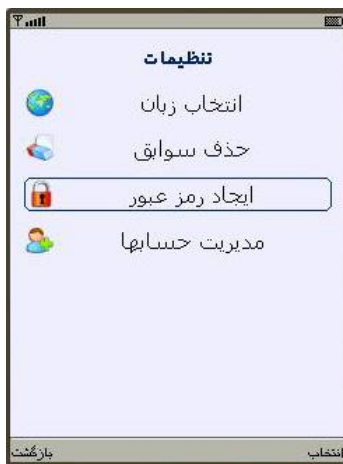 تنظیمات
انتخاب زبان
حذف سوابق
ایجاد رمز عبور
مدیریت حسابها
انتخاب
بازگشت